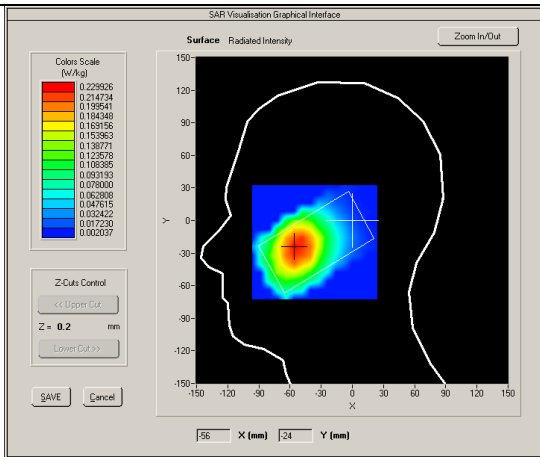 SAR Visualisation Graphical Interface
Surface Radiated Intensity
Zoom In/Out
Colors Scale
(W/kg)
0.229926
0.214734
0.199541
0.184348
0.169156
0.153963
0.138771
0.123578
0.108385
0.093193
0.078000
0.062808
0.047615
0.032422
0.017230
0.002037
Z-Cuts Control
<< Upper Cut
Z = 0.2 mm
Lower Cut >>
SAVE Cancel
150
120
90
60
30
0
-30
-60
-90
-120
-150
Y
-150 -120 -90 -60 -30 0 30 60 90 120 150
X
-56 X (mm) -24 Y (mm)